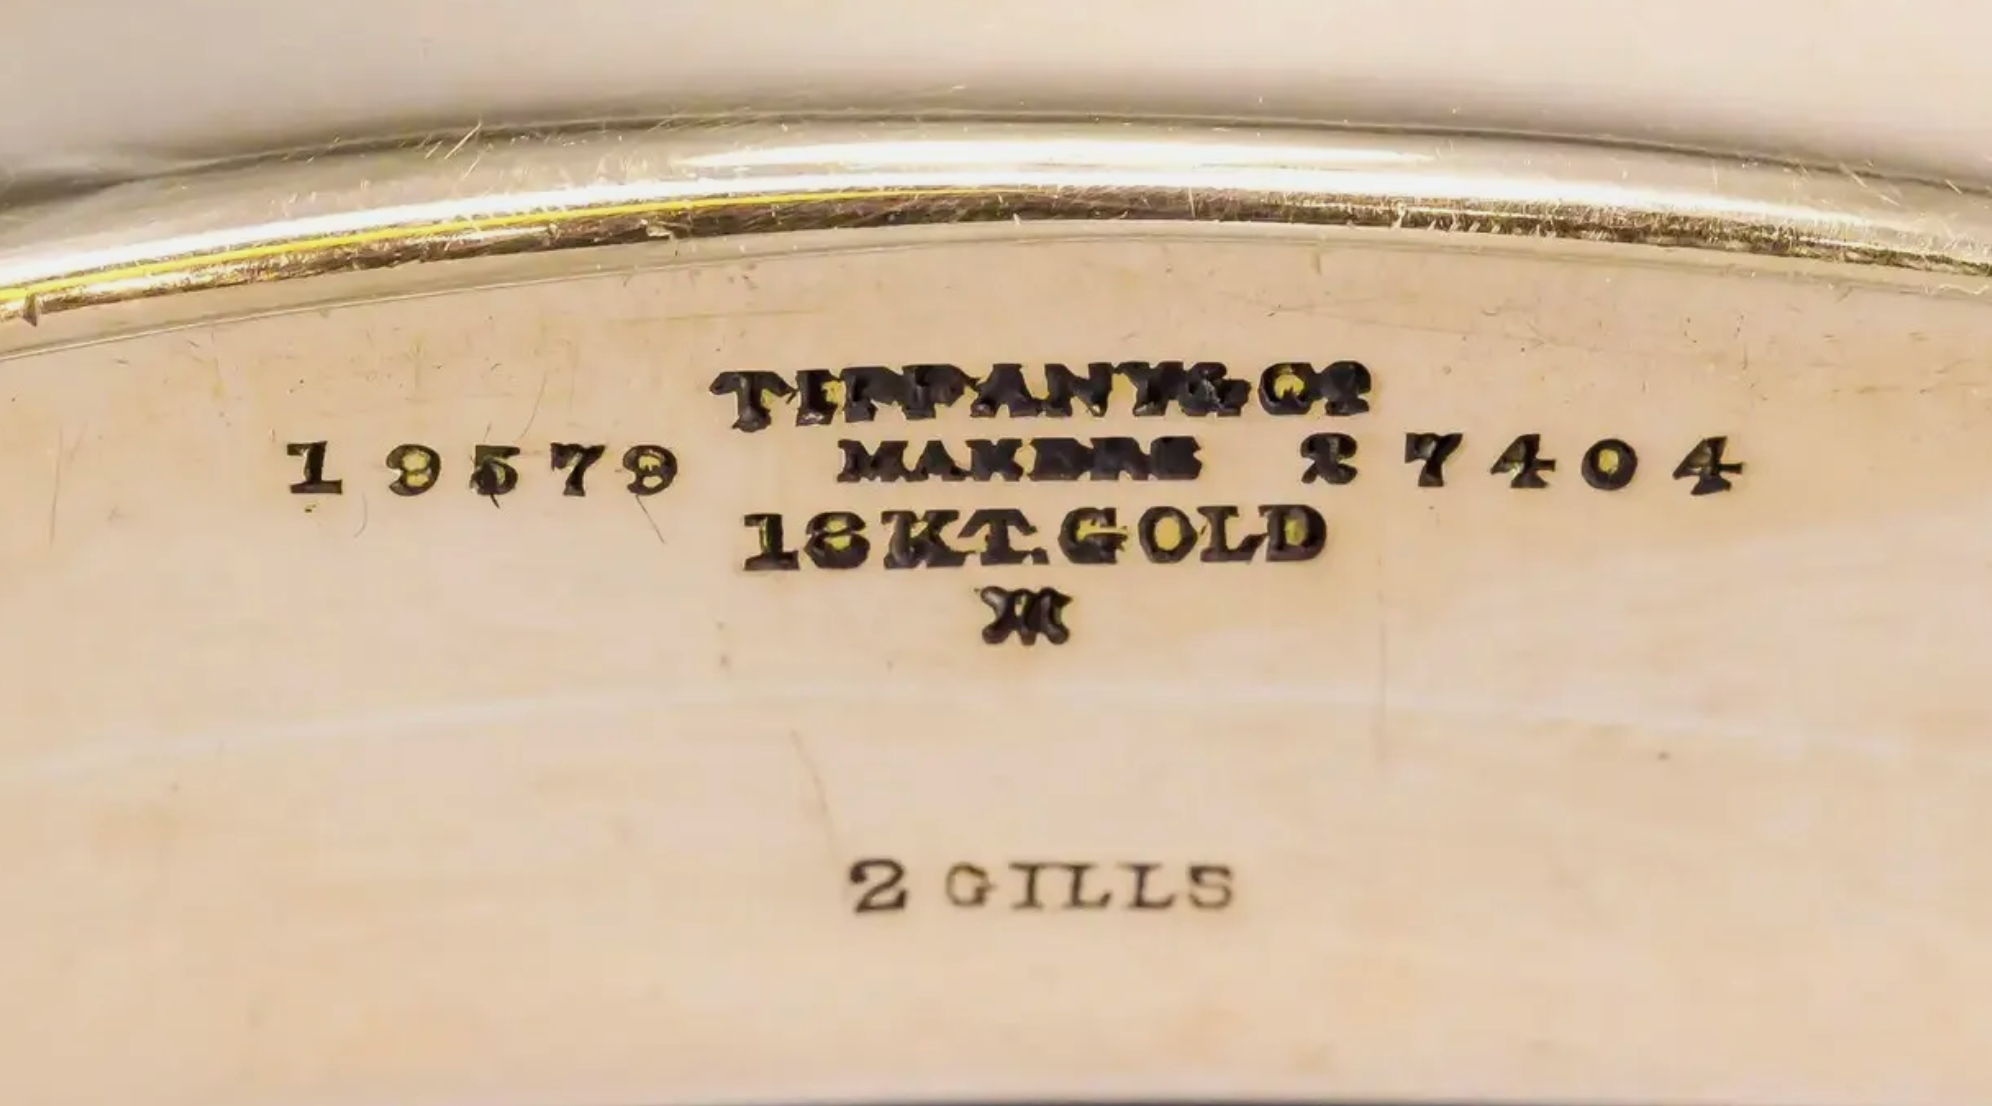 TIFFANY & Co
19579 MAKERS 27404
18KT.GOLD
M
2 GILLS